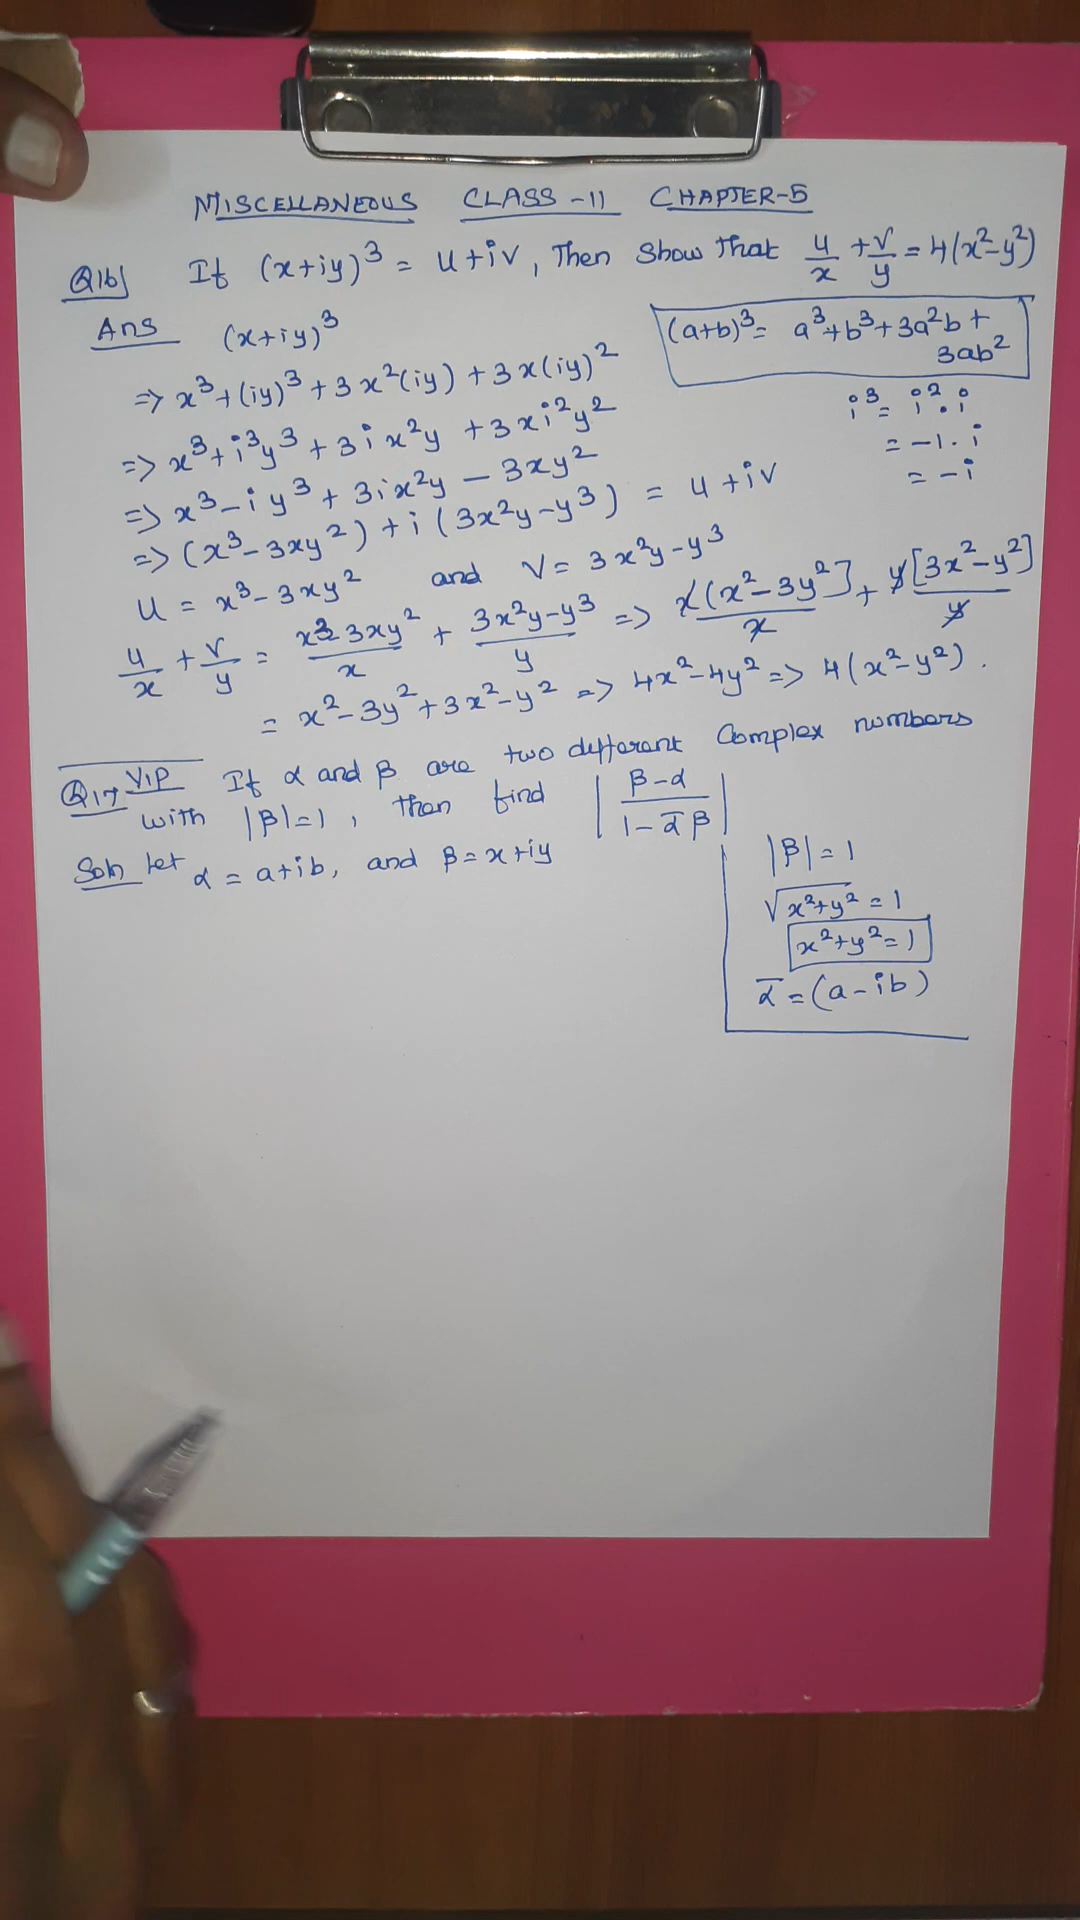 MISCELLANEOUS CLASS-11 CHAPTER-5
Q16) If (x+iy)³ = u+iv, Then Show That u/x + v/y = 4(x²-y²)
Ans (x+iy)³
(a+b)³= a³+b³+3a²b+
3ab²
⇒ x³+(iy)³+3x²(iy)+3x(iy)²
i³= i².i
⇒ x³+i³y³+3ix²y+3xi²y²
= -1.i
⇒ x³-iy³+3ix²y-3xy²
= -i
⇒ (x³-3xy²)+i(3x²y-y³) = u+iv
u = x³-3xy² and v= 3x²y-y³
u/x + v/y = x³-3xy²/x + 3x²y-y³/y ⇒ x(x²-3y²]/x + y[3x²-y²]/y
= x²-3y²+3x²-y² ⇒ 4x²-4y² ⇒ 4(x²-y²).
Q17 VIP If α and β are two different Complex numbers
with |β|=1, then find |β-α/1-ᾱβ|
Soln let α = a+ib, and β=x+iy
|β|=1
√x²+y² = 1
x²+y²=1
ᾱ=(a-ib)